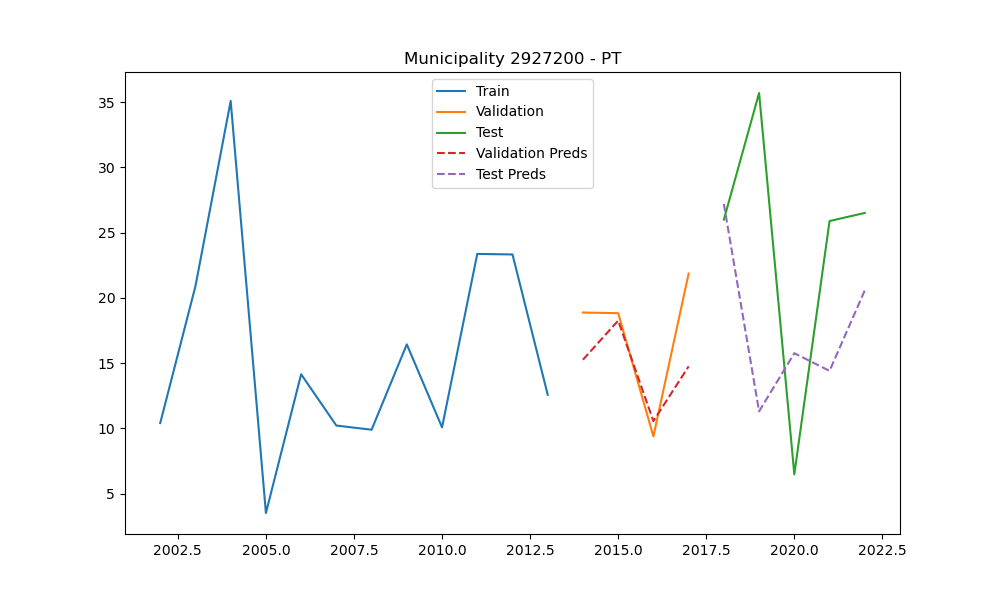 Municipality 2927200 - PT
Train
Validation
Test
Validation Preds
Test Preds
35
30
25
20
15
10
5
2002.5 2005.0 2007.5 2010.0 2012.5 2015.0 2017.5 2020.0 2022.5